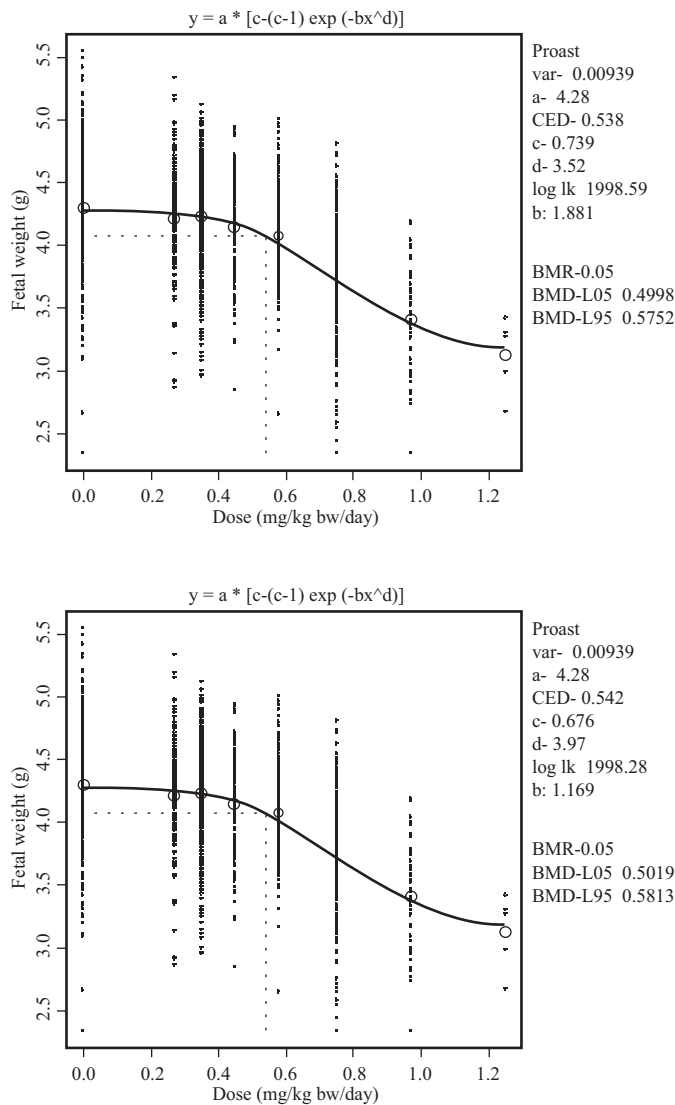 y = a * [c-(c-1) exp (-bx^d)]
5.5
5.0
4.5
4.0
3.5
3.0
2.5
Fetal weight (g)
0.0 0.2 0.4 0.6 0.8 1.0 1.2
Dose (mg/kg bw/day)
Proast
var- 0.00939
a- 4.28
CED- 0.538
c- 0.739
d- 3.52
log lk 1998.59
b: 1.881
BMR-0.05
BMD-L05 0.4998
BMD-L95 0.5752
y = a * [c-(c-1) exp (-bx^d)]
5.5
5.0
4.5
4.0
3.5
3.0
2.5
Fetal weight (g)
0.0 0.2 0.4 0.6 0.8 1.0 1.2
Dose (mg/kg bw/day)
Proast
var- 0.00939
a- 4.28
CED- 0.542
c- 0.676
d- 3.97
log lk 1998.28
b: 1.169
BMR-0.05
BMD-L05 0.5019
BMD-L95 0.5813